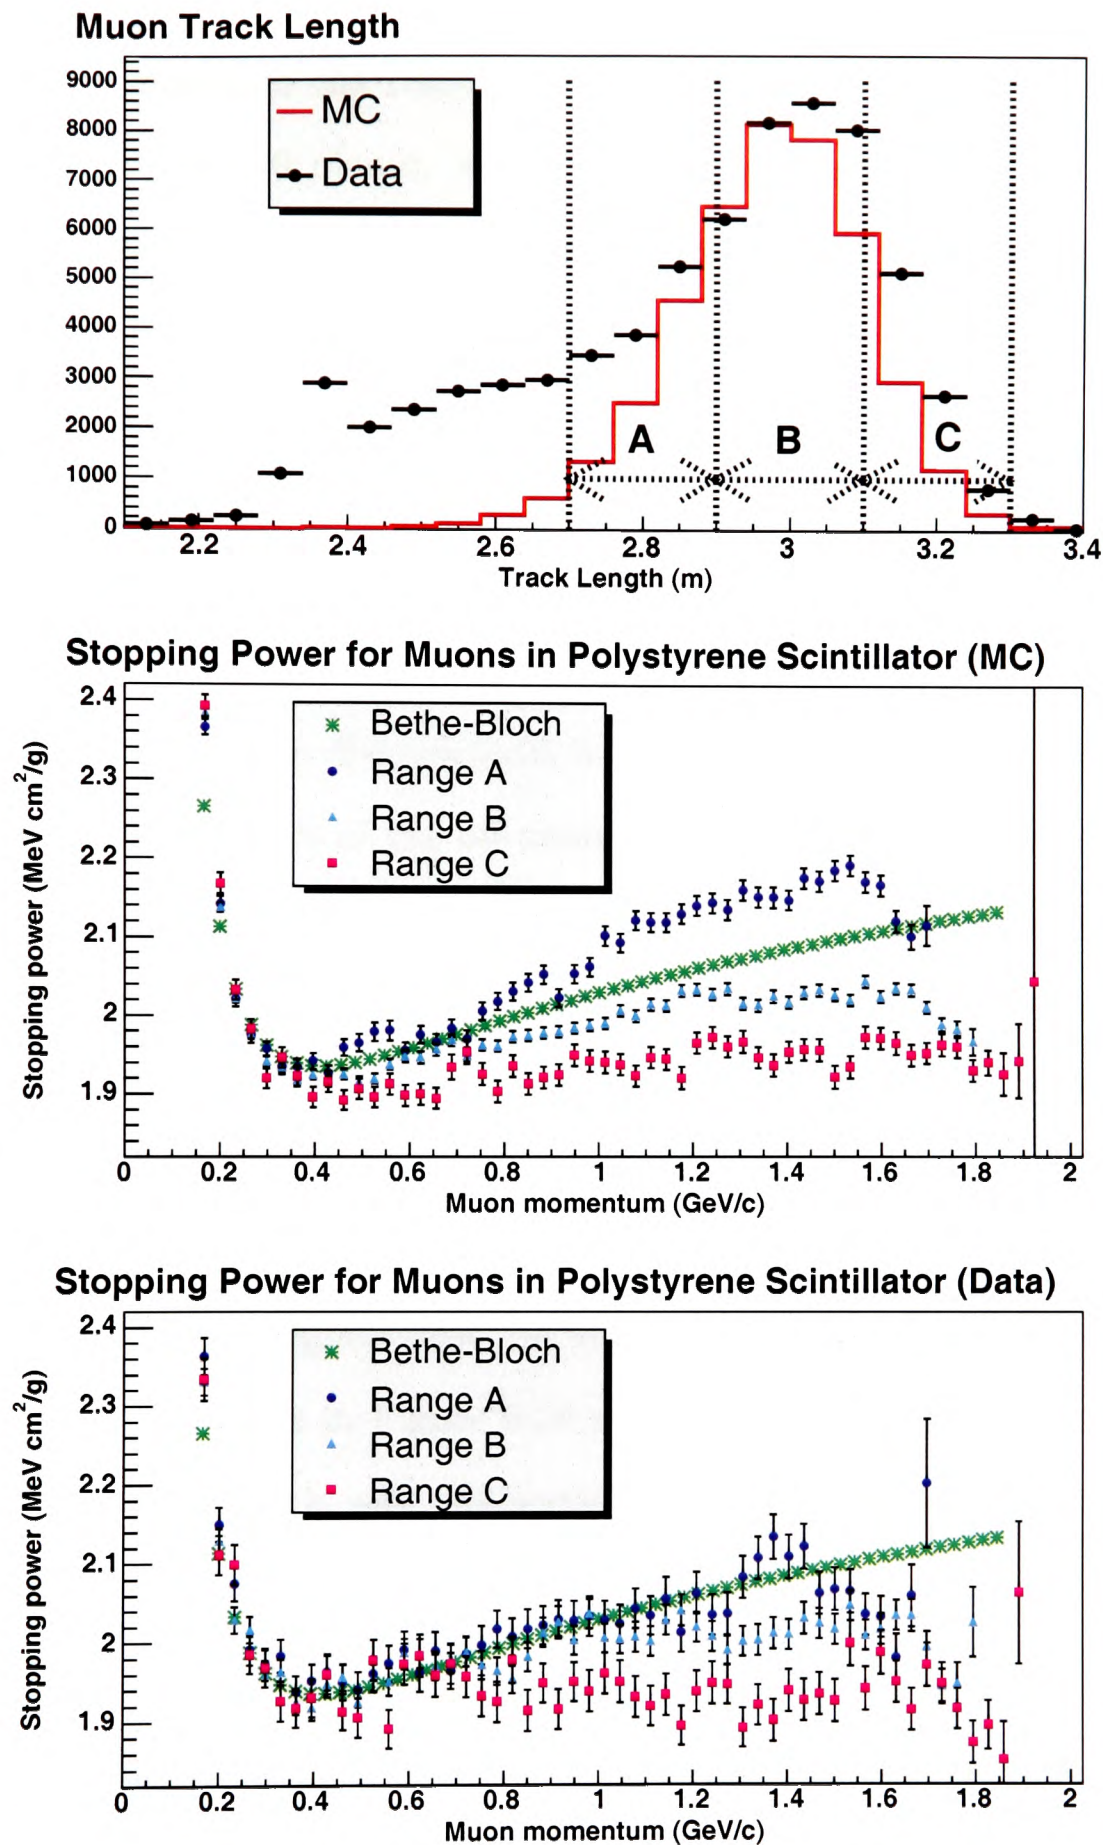 Muon Track Length
9000
8000
7000
6000
5000
4000
3000
2000
1000
0
MC
Data
A
B
C
2.2 2.4 2.6 2.8 3 3.2 3.4
Track Length (m)
Stopping Power for Muons in Polystyrene Scintillator (MC)
Stopping power (MeV cm²/g)
2.4
2.3
2.2
2.1
2
1.9
Bethe-Bloch
Range A
Range B
Range C
0 0.2 0.4 0.6 0.8 1 1.2 1.4 1.6 1.8 2
Muon momentum (GeV/c)
Stopping Power for Muons in Polystyrene Scintillator (Data)
Stopping power (MeV cm²/g)
2.4
2.3
2.2
2.1
2
1.9
Bethe-Bloch
Range A
Range B
Range C
0 0.2 0.4 0.6 0.8 1 1.2 1.4 1.6 1.8 2
Muon momentum (GeV/c)